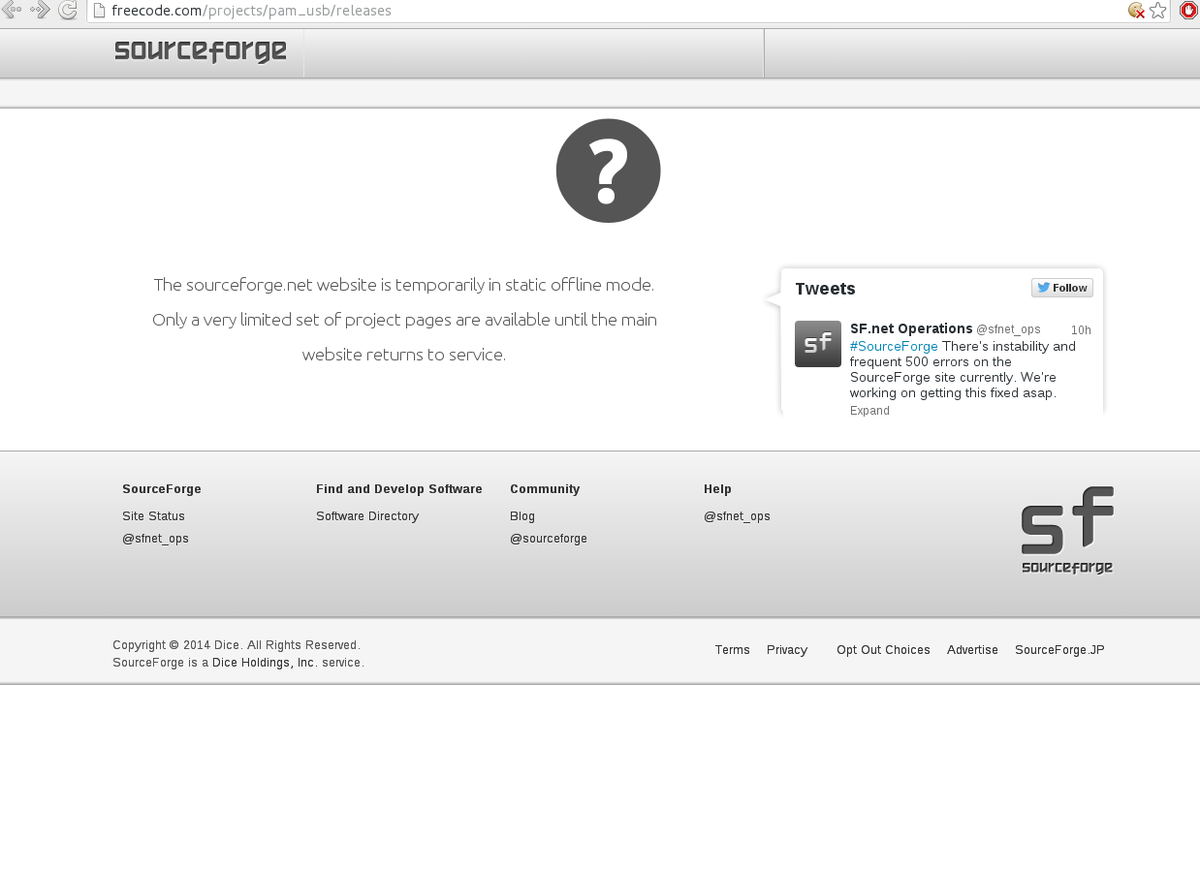 freecode.com/projects/pam_usb/releases
sourceforge
?
The sourceforge.net website is temporarily in static offline mode.
Only a very limited set of project pages are available until the main
website returns to service.
Tweets
Follow
SF.net Operations @sfnet_ops 10h
sf
#SourceForge There's instability and
frequent 500 errors on the
SourceForge site currently. We're
working on getting this fixed asap.
Expand
SourceForge
Site Status
@sfnet_ops
Find and Develop Software
Software Directory
Community
Blog
@sourceforge
Help
@sfnet_ops
sf
sourceforge
Copyright © 2014 Dice. All Rights Reserved.
SourceForge is a Dice Holdings, Inc. service.
Terms Privacy Opt Out Choices Advertise SourceForge.JP